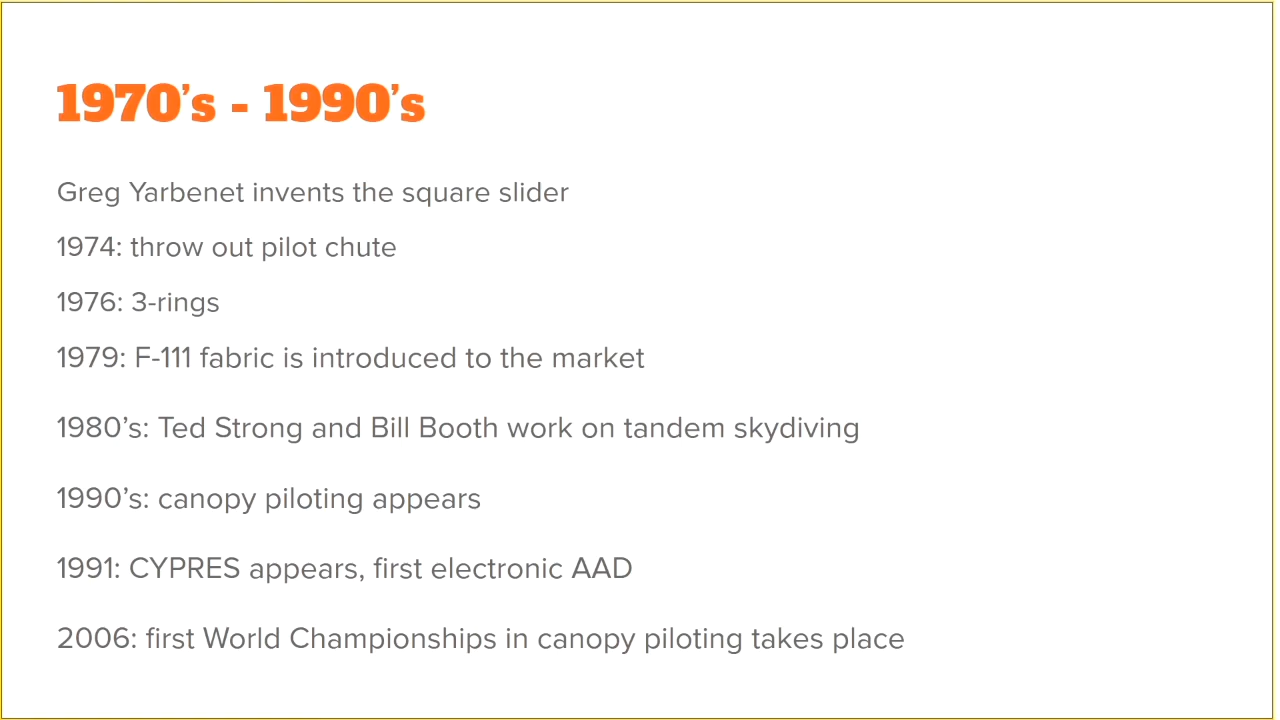 1970’s - 1990’s
Greg Yarbenet invents the square slider
1974: throw out pilot chute
1976: 3-rings
1979: F-111 fabric is introduced to the market
1980’s: Ted Strong and Bill Booth work on tandem skydiving
1990’s: canopy piloting appears
1991: CYPRES appears, first electronic AAD
2006: first World Championships in canopy piloting takes place